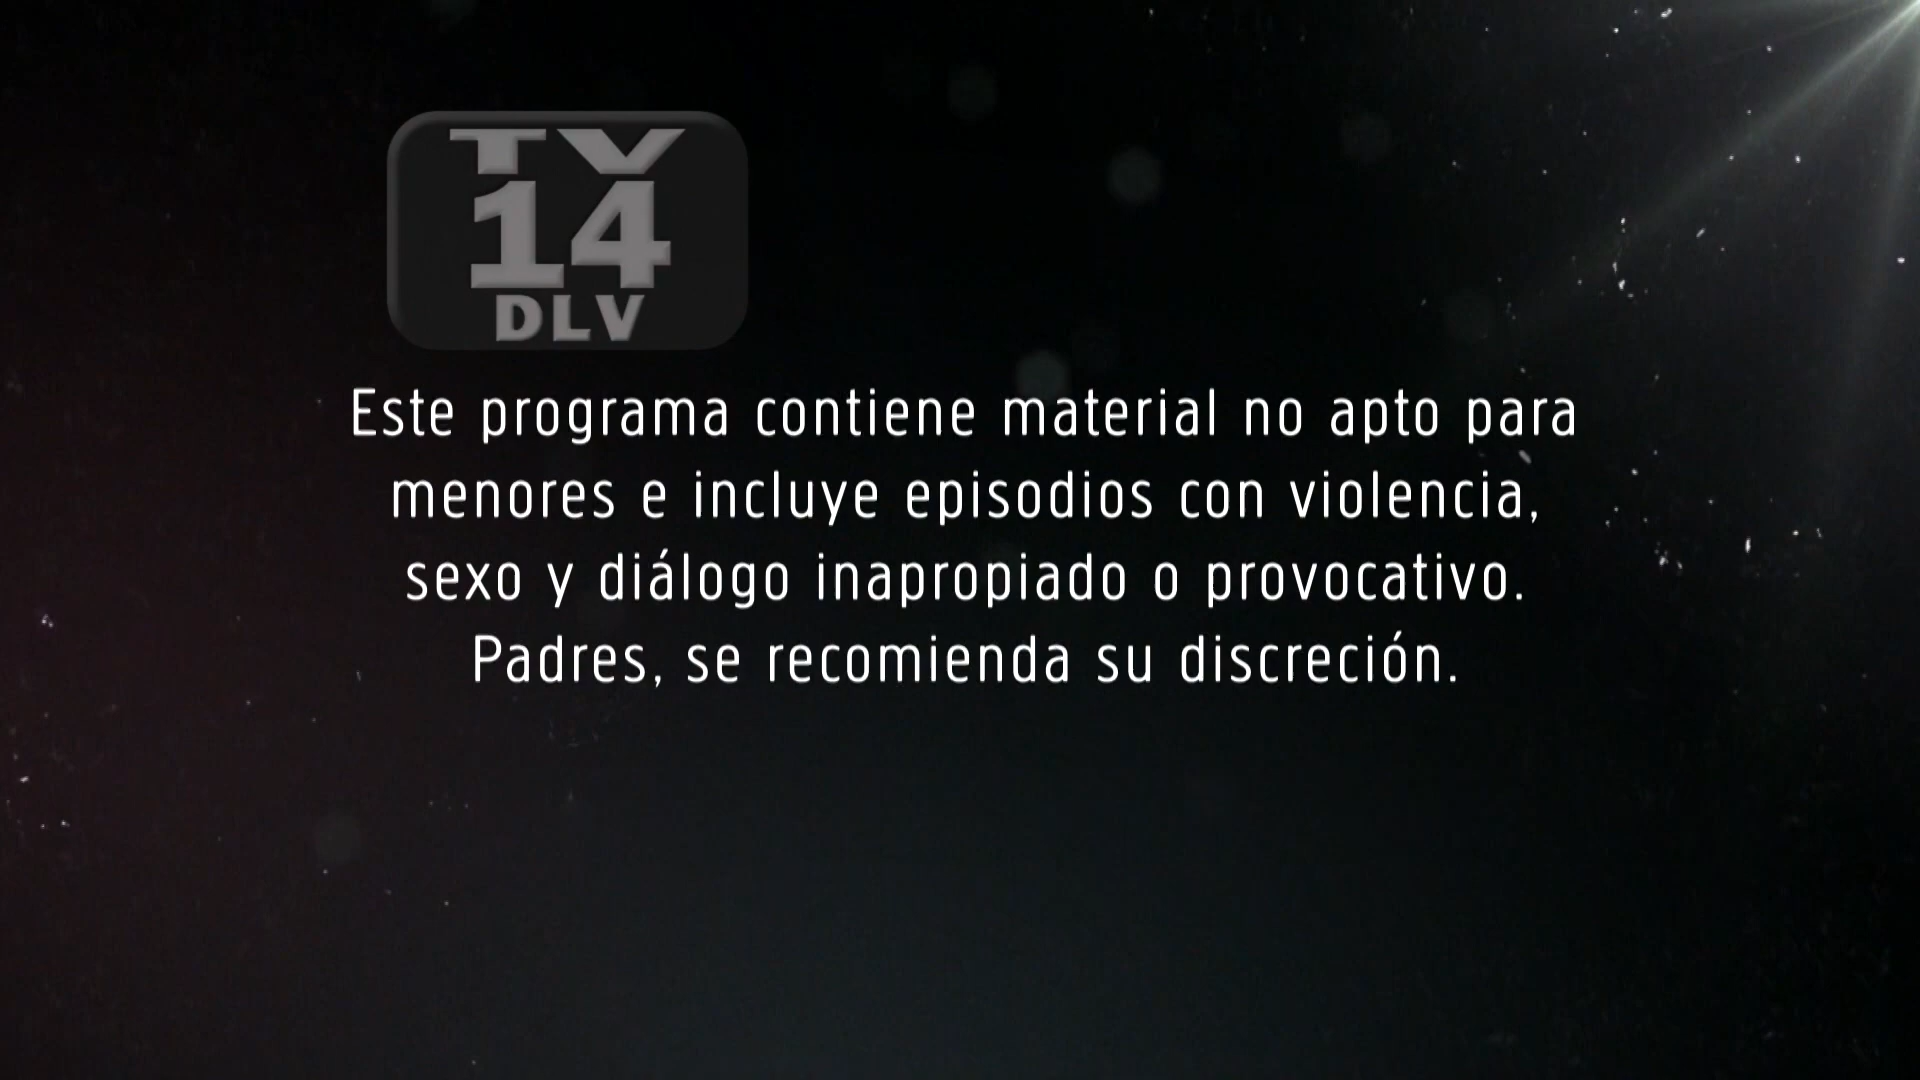 TV
14
DLV
Este programa contiene material no apto para
menores e incluye episodios con violencia,
sexo y diálogo inapropiado o provocativo.
Padres, se recomienda su discreción.